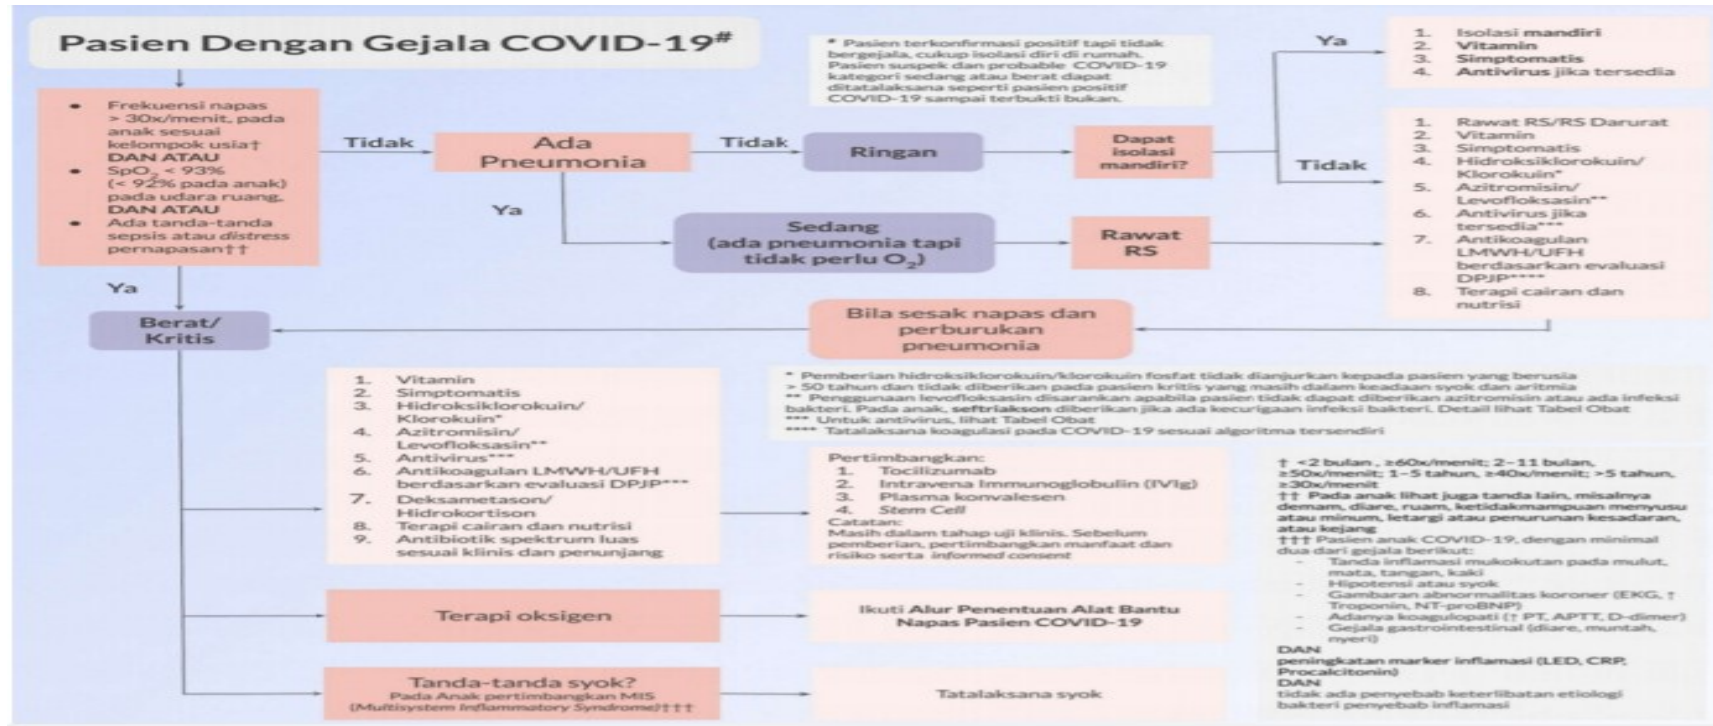 Pasien Dengan Gejala COVID-19#
# Pasien terkonfirmasi positif tapi tidak
bergejala, cukup isolasi diri di rumah.
Pasien suspek dan probable COVID-19
kategori sedang atau berat dapat
ditatalaksana seperti pasien positif
COVID-19 sampai terbukti bukan.
Ya
1. Isolasi mandiri
2. Vitamin
3. Simptomatis
4. Antivirus jika tersedia
• Frekuensi napas
> 30x/menit, pada
anak sesuai
kelompok usia†
DAN ATAU
• SpO2 < 93%
(< 92% pada anak)
pada udara ruang,
DAN ATAU
• Ada tanda-tanda
sepsis atau distress
pernapasan††
Tidak
Ada
Pneumonia
Tidak
Ringan
Dapat
isolasi
mandiri?
Tidak
1. Rawat RS/RS Darurat
2. Vitamin
3. Simptomatis
4. Hidroksiklorokuin/
Klorokuin*
5. Azitromisin/
Levofloksasin**
6. Antivirus jika
tersedia***
7. Antikoagulan
LMWH/UFH
berdasarkan evaluasi
DPJP****
8. Terapi cairan dan
nutrisi
Ya
Sedang
(ada pneumonia tapi
tidak perlu O2)
Rawat
RS
Ya
Berat/
Kritis
Bila sesak napas dan
perburukan
pneumonia
1. Vitamin
2. Simptomatis
3. Hidroksiklorokuin/
Klorokuin*
4. Azitromisin/
Levofloksasin**
5. Antivirus***
6. Antikoagulan LMWH/UFH
berdasarkan evaluasi DPJP***
7. Deksametason/
Hidrokortison
8. Terapi cairan dan nutrisi
9. Antibiotik spektrum luas
sesuai klinis dan penunjang
* Pemberian hidroksiklorokuin/klorokuin fosfat tidak dianjurkan kepada pasien yang berusia
> 50 tahun dan tidak diberikan pada pasien kritis yang masih dalam keadaan syok dan aritmia
** Penggunaan levofloksasin disarankan apabila pasien tidak dapat diberikan azitromisin atau ada infeksi
bakteri. Pada anak, seftriakson diberikan jika ada kecurigaan infeksi bakteri. Detail lihat Tabel Obat
*** Untuk antivirus, lihat Tabel Obat
**** Tatalaksana koagulasi pada COVID-19 sesuai algoritma tersendiri
Pertimbangkan:
1. Tocilizumab
2. Intravena Immunoglobulin (IVIg)
3. Plasma konvalesen
4. Stem Cell
Catatan:
Masih dalam tahap uji klinis. Sebelum
pemberian, pertimbangkan manfaat dan
risiko serta informed consent
† <2 bulan, ≥60x/menit; 2–11 bulan,
≥50x/menit; 1–5 tahun, ≥40x/menit; >5 tahun,
≥30x/menit
†† Pada anak lihat juga tanda lain, misalnya
demam, diare, ruam, ketidakmampuan menyusu
atau minum, letargi atau penurunan kesadaran,
atau kejang
††† Pasien anak COVID-19, dengan minimal
dua dari gejala berikut:
- Tanda inflamasi mukokutan pada mulut,
mata, tangan, kaki
- Hipotensi atau syok
- Gambaran abnormalitas koroner (EKG, ↑
Troponin, NT-proBNP)
- Adanya koagulopati (↑ PT, APTT, D-dimer)
- Gejala gastrointestinal (diare, muntah,
nyeri)
DAN
peningkatan marker inflamasi (LED, CRP,
Procalcitonin)
DAN
tidak ada penyebab keterlibatan etiologi
bakteri penyebab inflamasi
Terapi oksigen
Ikuti Alur Penentuan Alat Bantu
Napas Pasien COVID-19
Tanda-tanda syok?
Pada Anak pertimbangkan MIS
(Multisystem Inflammatory Syndrome)†††
Tatalaksana syok